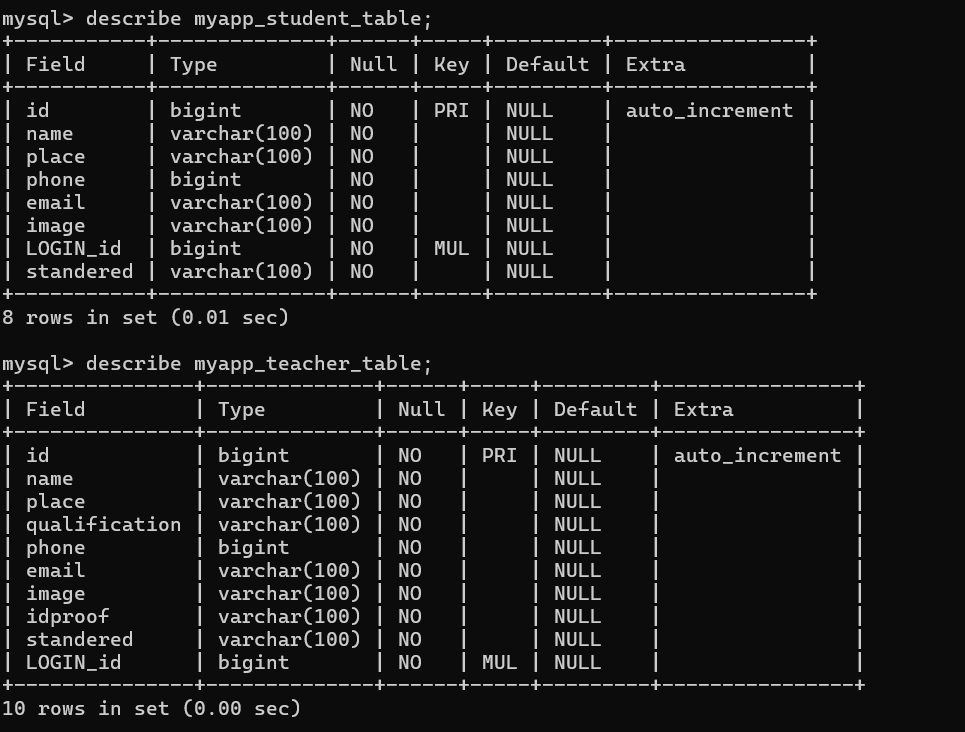 mysql> describe myapp_student_table;
+-----------+--------------+------+-----+---------+----------------+
| Field     | Type         | Null | Key | Default | Extra          |
+-----------+--------------+------+-----+---------+----------------+
| id        | bigint       | NO   | PRI | NULL    | auto_increment |
| name      | varchar(100) | NO   |     | NULL    |                |
| place     | varchar(100) | NO   |     | NULL    |                |
| phone     | bigint       | NO   |     | NULL    |                |
| email     | varchar(100) | NO   |     | NULL    |                |
| image     | varchar(100) | NO   |     | NULL    |                |
| LOGIN_id  | bigint       | NO   | MUL | NULL    |                |
| standered | varchar(100) | NO   |     | NULL    |                |
+-----------+--------------+------+-----+---------+----------------+
8 rows in set (0.01 sec)

mysql> describe myapp_teacher_table;
+---------------+--------------+------+-----+---------+----------------+
| Field         | Type         | Null | Key | Default | Extra          |
+---------------+--------------+------+-----+---------+----------------+
| id            | bigint       | NO   | PRI | NULL    | auto_increment |
| name          | varchar(100) | NO   |     | NULL    |                |
| place         | varchar(100) | NO   |     | NULL    |                |
| qualification | varchar(100) | NO   |     | NULL    |                |
| phone         | bigint       | NO   |     | NULL    |                |
| email         | varchar(100) | NO   |     | NULL    |                |
| image         | varchar(100) | NO   |     | NULL    |                |
| idproof       | varchar(100) | NO   |     | NULL    |                |
| standered     | varchar(100) | NO   |     | NULL    |                |
| LOGIN_id      | bigint       | NO   | MUL | NULL    |                |
+---------------+--------------+------+-----+---------+----------------+
10 rows in set (0.00 sec)